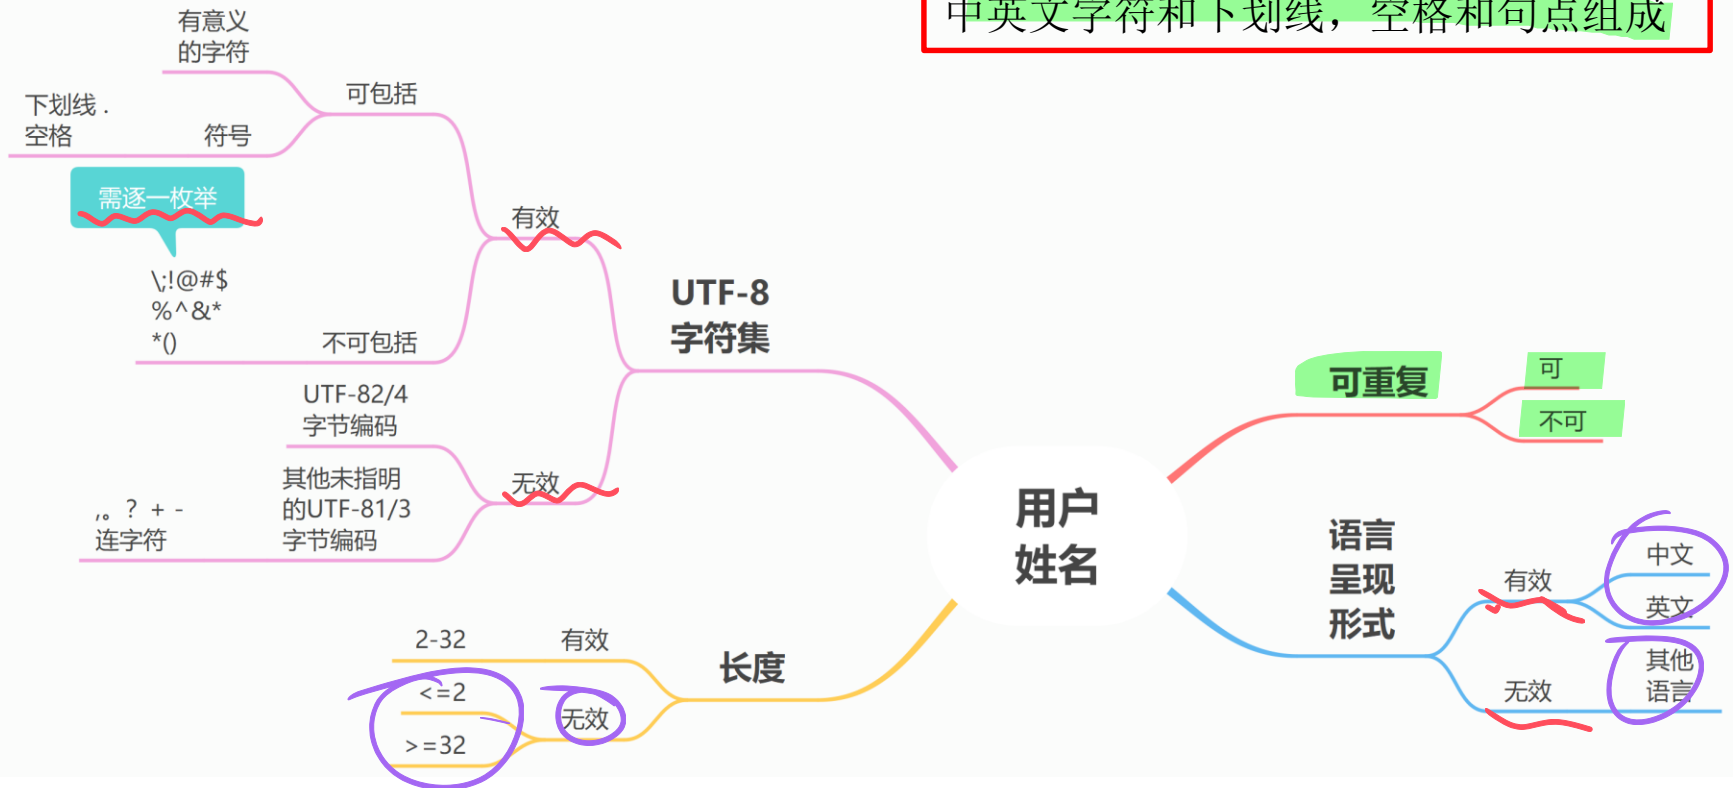 中英文字符和下划线，空格和句点组成
有意义
的字符
可包括
下划线 .
空格
符号
需逐一枚举
有效
\;!@#$
%^&*
*()
不可包括
UTF-8
字符集
UTF-82/4
字节编码
无效
其他未指明
的UTF-81/3
字节编码
,。？ + -
连字符
用户
姓名
可重复
可
不可
语言
呈现
形式
有效
中文
英文
无效
其他
语言
长度
2-32
有效
<=2
无效
>=32